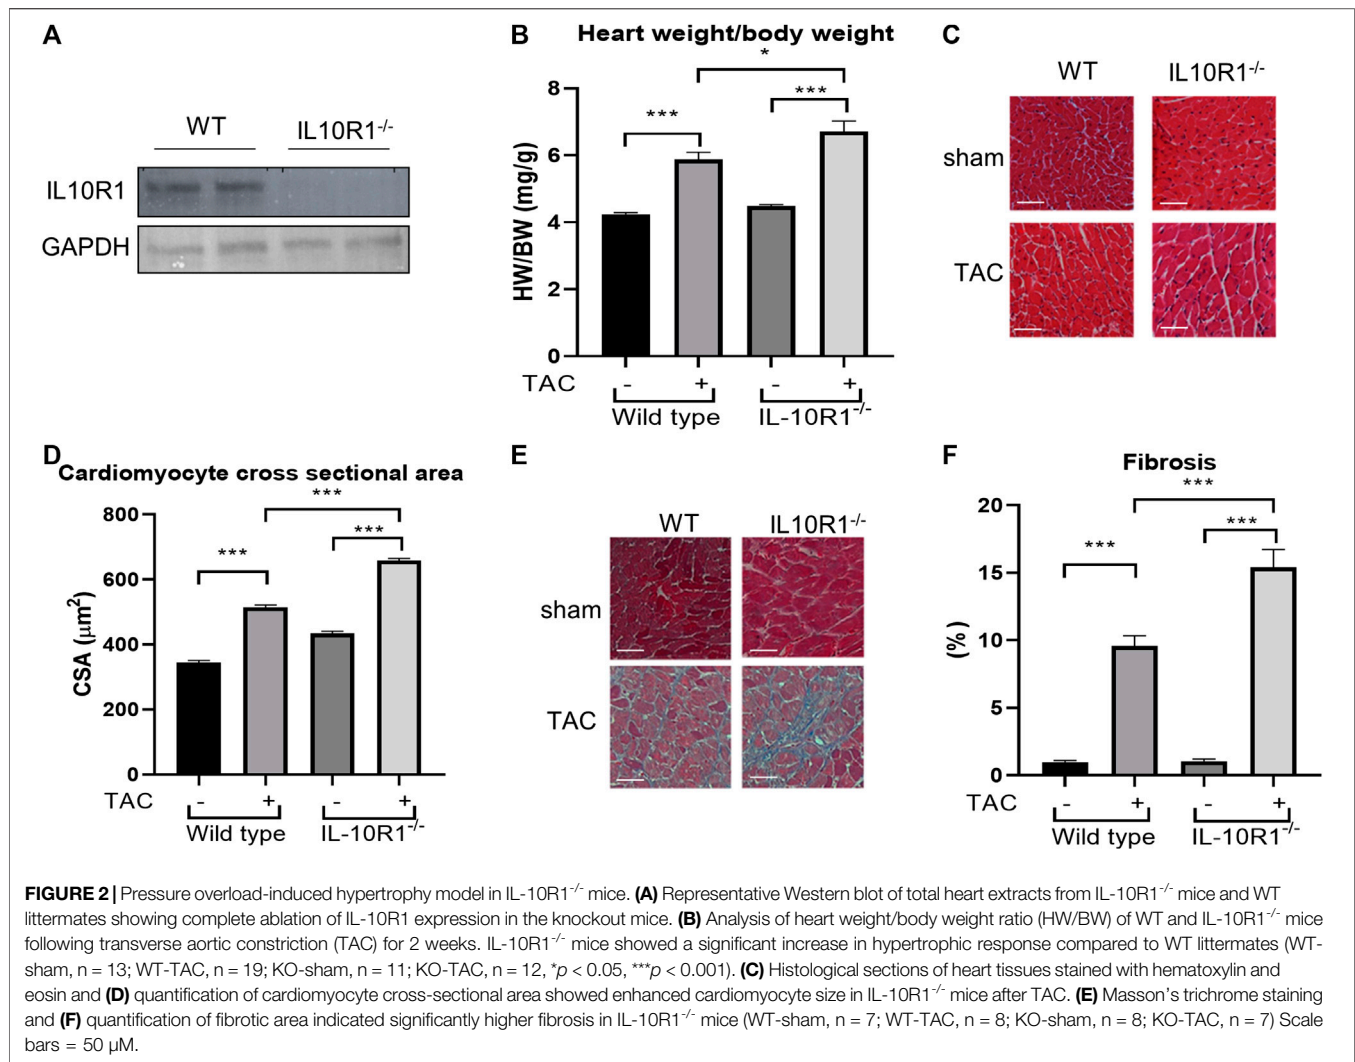 A
WT
IL10R1-/-
IL10R1
GAPDH
B
Heart weight/body weight
*
***
***
HW/BW (mg/g)
8
6
4
2
0
TAC
-
+
-
+
Wild type
IL-10R1-/-
C
WT
IL10R1-/-
sham
TAC
D
Cardiomyocyte cross sectional area
***
***
***
CSA (μm²)
800
600
400
200
0
TAC
-
+
-
+
Wild type
IL-10R1-/-
E
WT
IL10R1-/-
sham
TAC
F
Fibrosis
***
***
***
(%)
20
15
10
5
0
TAC
-
+
-
+
Wild type
IL-10R1-/-
FIGURE 2 | Pressure overload-induced hypertrophy model in IL-10R1-/- mice. (A) Representative Western blot of total heart extracts from IL-10R1-/- mice and WT
littermates showing complete ablation of IL-10R1 expression in the knockout mice. (B) Analysis of heart weight/body weight ratio (HW/BW) of WT and IL-10R1-/- mice
following transverse aortic constriction (TAC) for 2 weeks. IL-10R1-/- mice showed a significant increase in hypertrophic response compared to WT littermates (WT-
sham, n = 13; WT-TAC, n = 19; KO-sham, n = 11; KO-TAC, n = 12, *p < 0.05, ***p < 0.001). (C) Histological sections of heart tissues stained with hematoxylin and
eosin and (D) quantification of cardiomyocyte cross-sectional area showed enhanced cardiomyocyte size in IL-10R1-/- mice after TAC. (E) Masson's trichrome staining
and (F) quantification of fibrotic area indicated significantly higher fibrosis in IL-10R1-/- mice (WT-sham, n = 7; WT-TAC, n = 8; KO-sham, n = 8; KO-TAC, n = 7) Scale
bars = 50 μM.